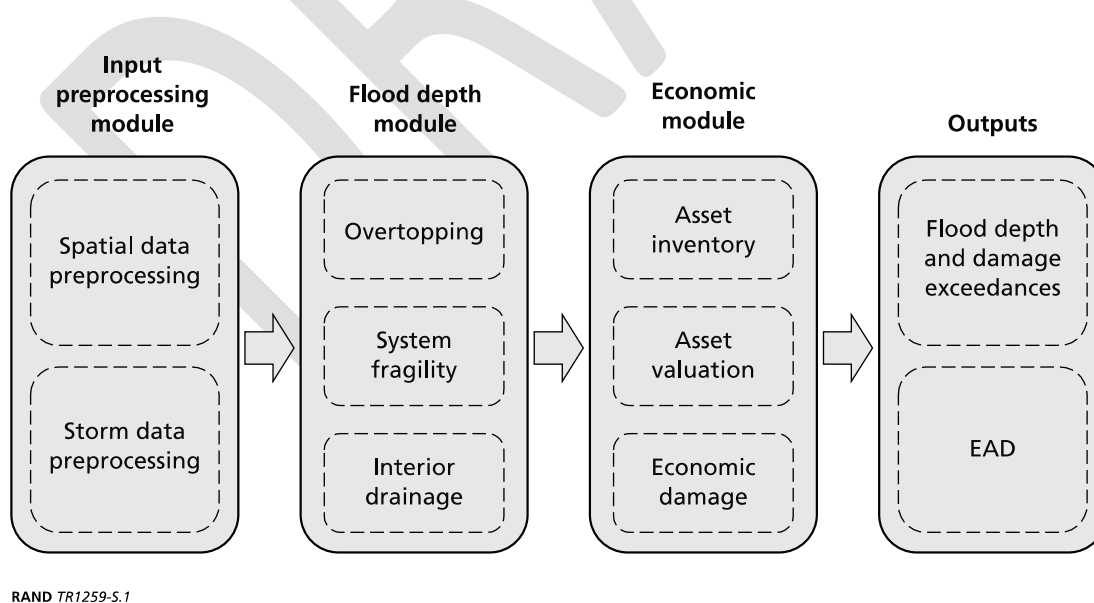 Input
preprocessing
module
Spatial data
preprocessing
Storm data
preprocessing
Flood depth
module
Overtopping
System
fragility
Interior
drainage
Economic
module
Asset
inventory
Asset
valuation
Economic
damage
Outputs
Flood depth
and damage
exceedances
EAD
RAND TR1259-S.1